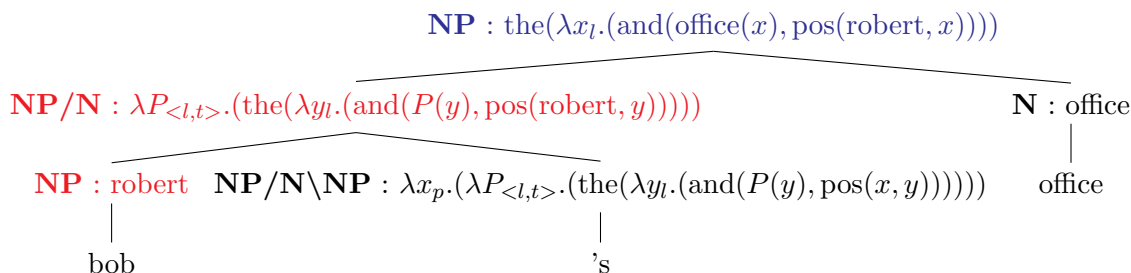 NP : the(λx_l.(and(office(x), pos(robert, x))))
NP/N : λP_{<l,t>}.(the(λy_l.(and(P(y), pos(robert, y))))) N : office
NP : robert NP/N\NP : λx_p.(λP_{<l,t>}.(the(λy_l.(and(P(y), pos(x, y)))))) office
bob 's